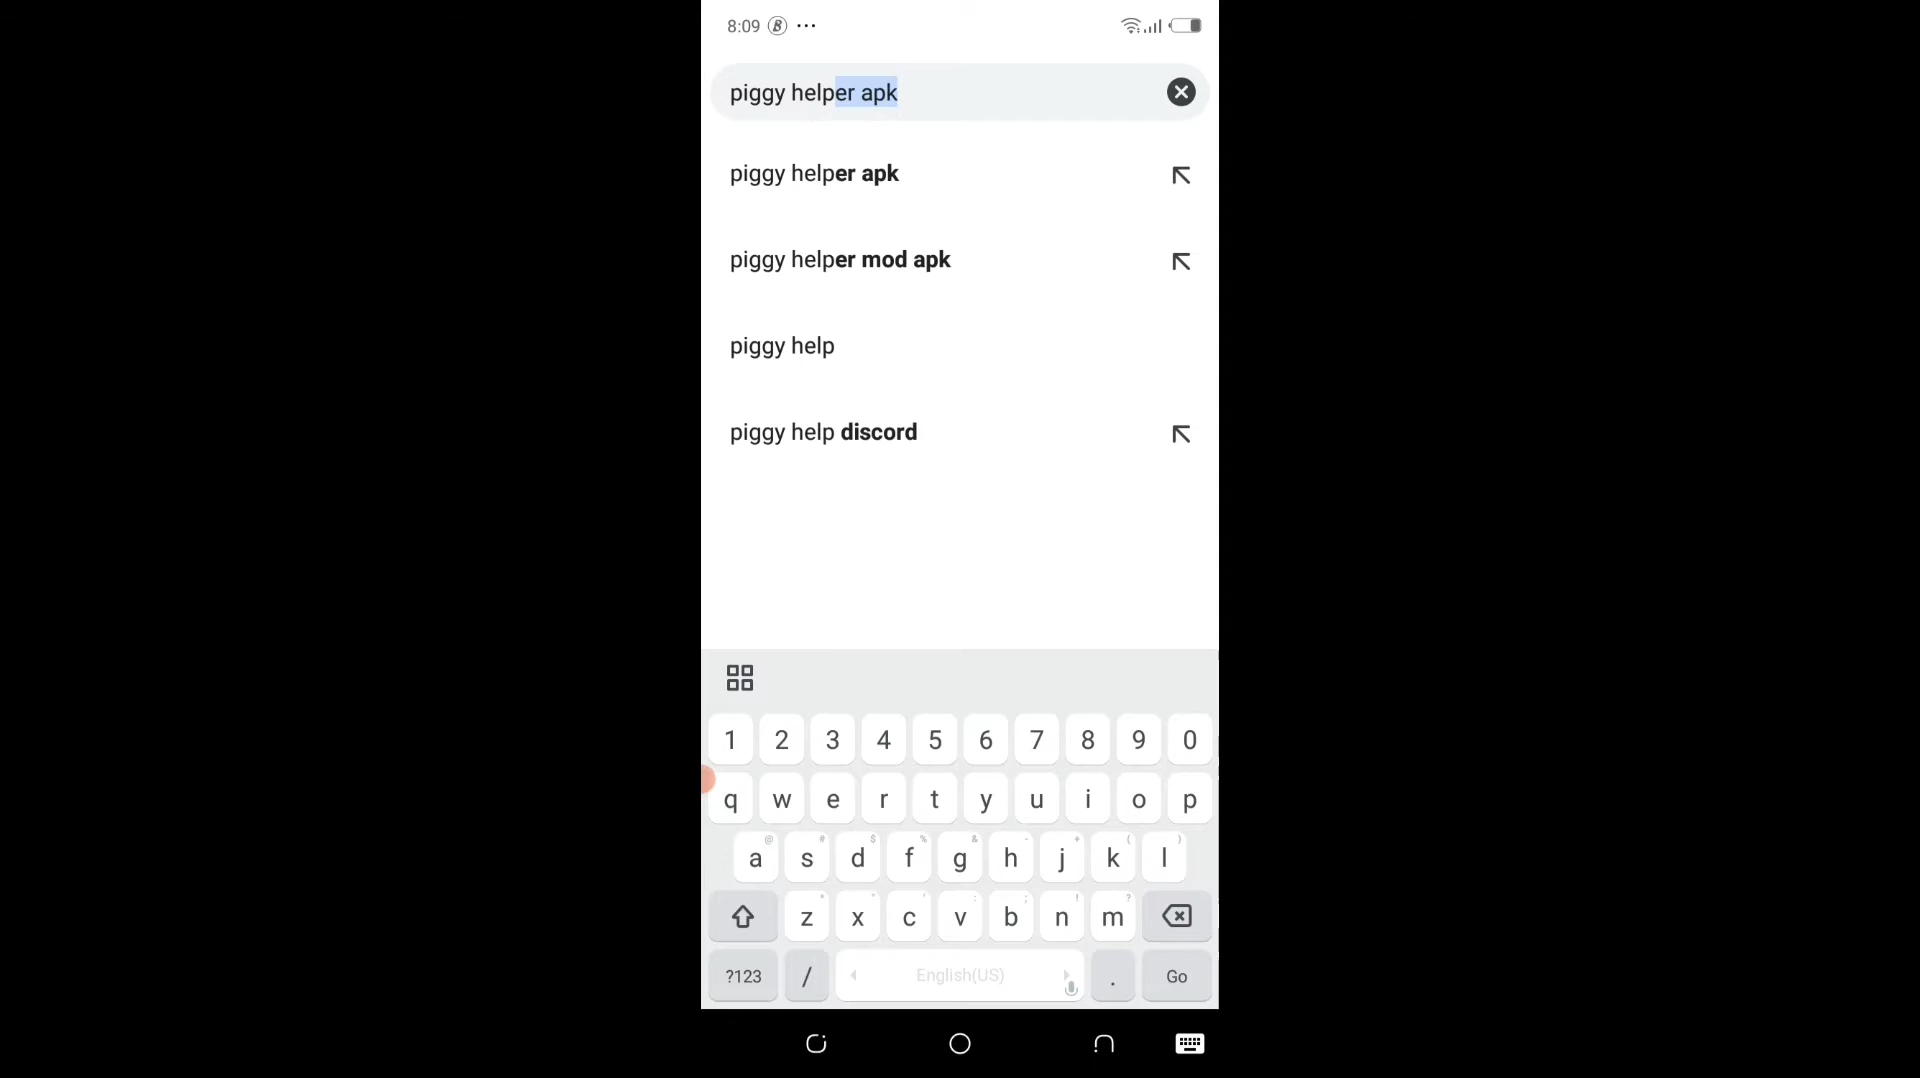 8:09
piggy helper apk
piggy helper apk
piggy helper mod apk
piggy help
piggy help discord
1 2 3 4 5 6 7 8 9 0
q w e r t y u i o p
@ # $ % & - + ( )
a s d f g h j k l
z x c v b n m
?123 / English(US) . Go